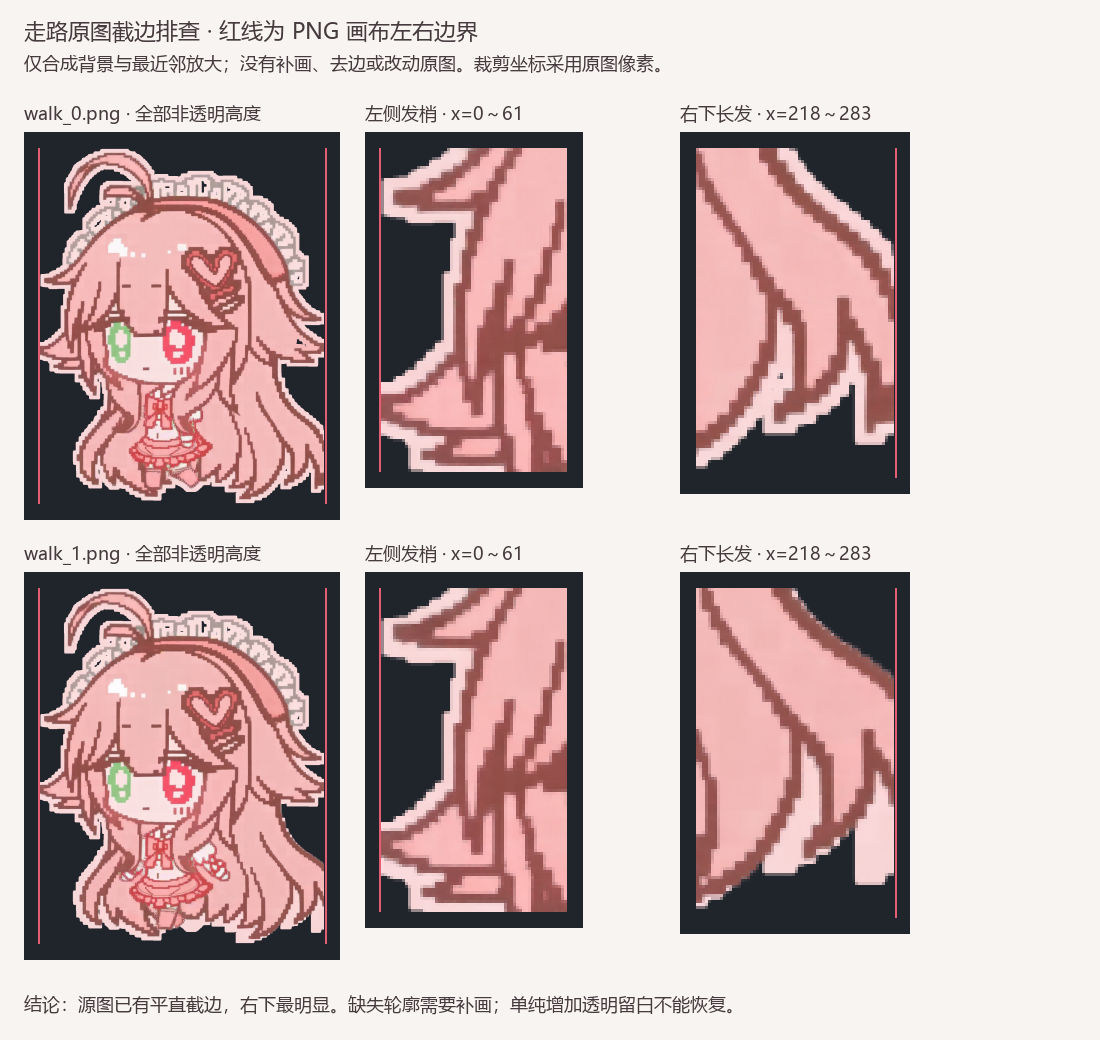 走路原图截边排查 · 红线为 PNG 画布左右边界
仅合成背景与最近邻放大；没有补画、去边或改动原图。裁剪坐标采用原图像素。
walk_0.png · 全部非透明高度
左侧发梢 · x=0～61
右下长发 · x=218～283
walk_1.png · 全部非透明高度
左侧发梢 · x=0～61
右下长发 · x=218～283
结论：源图已有平直截边，右下最明显。缺失轮廓需要补画；单纯增加透明留白不能恢复。